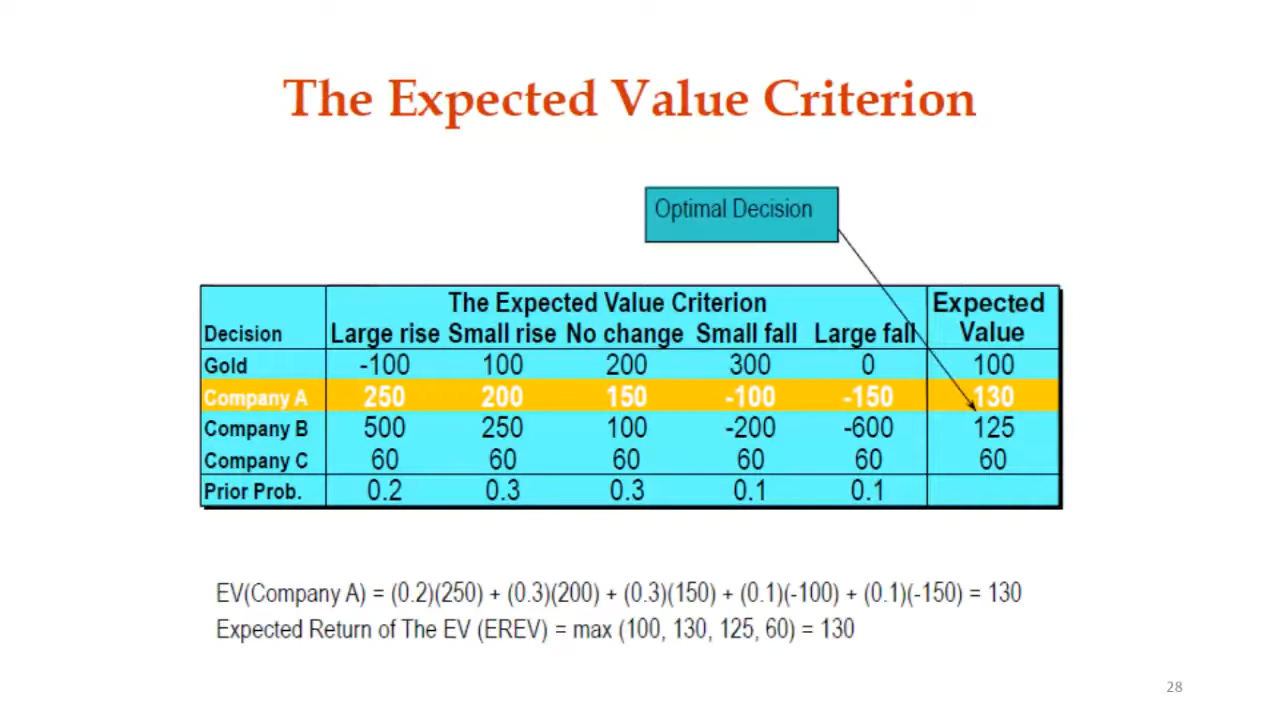 The Expected Value Criterion
Optimal Decision
The Expected Value Criterion Expected
Decision Large rise Small rise No change Small fall Large fall Value
Gold -100 100 200 300 0 100
Company A 250 200 150 -100 -150 130
Company B 500 250 100 -200 -600 125
Company C 60 60 60 60 60 60
Prior Prob. 0.2 0.3 0.3 0.1 0.1
EV(Company A) = (0.2)(250) + (0.3)(200) + (0.3)(150) + (0.1)(-100) + (0.1)(-150) = 130
Expected Return of The EV (EREV) = max (100, 130, 125, 60) = 130
28